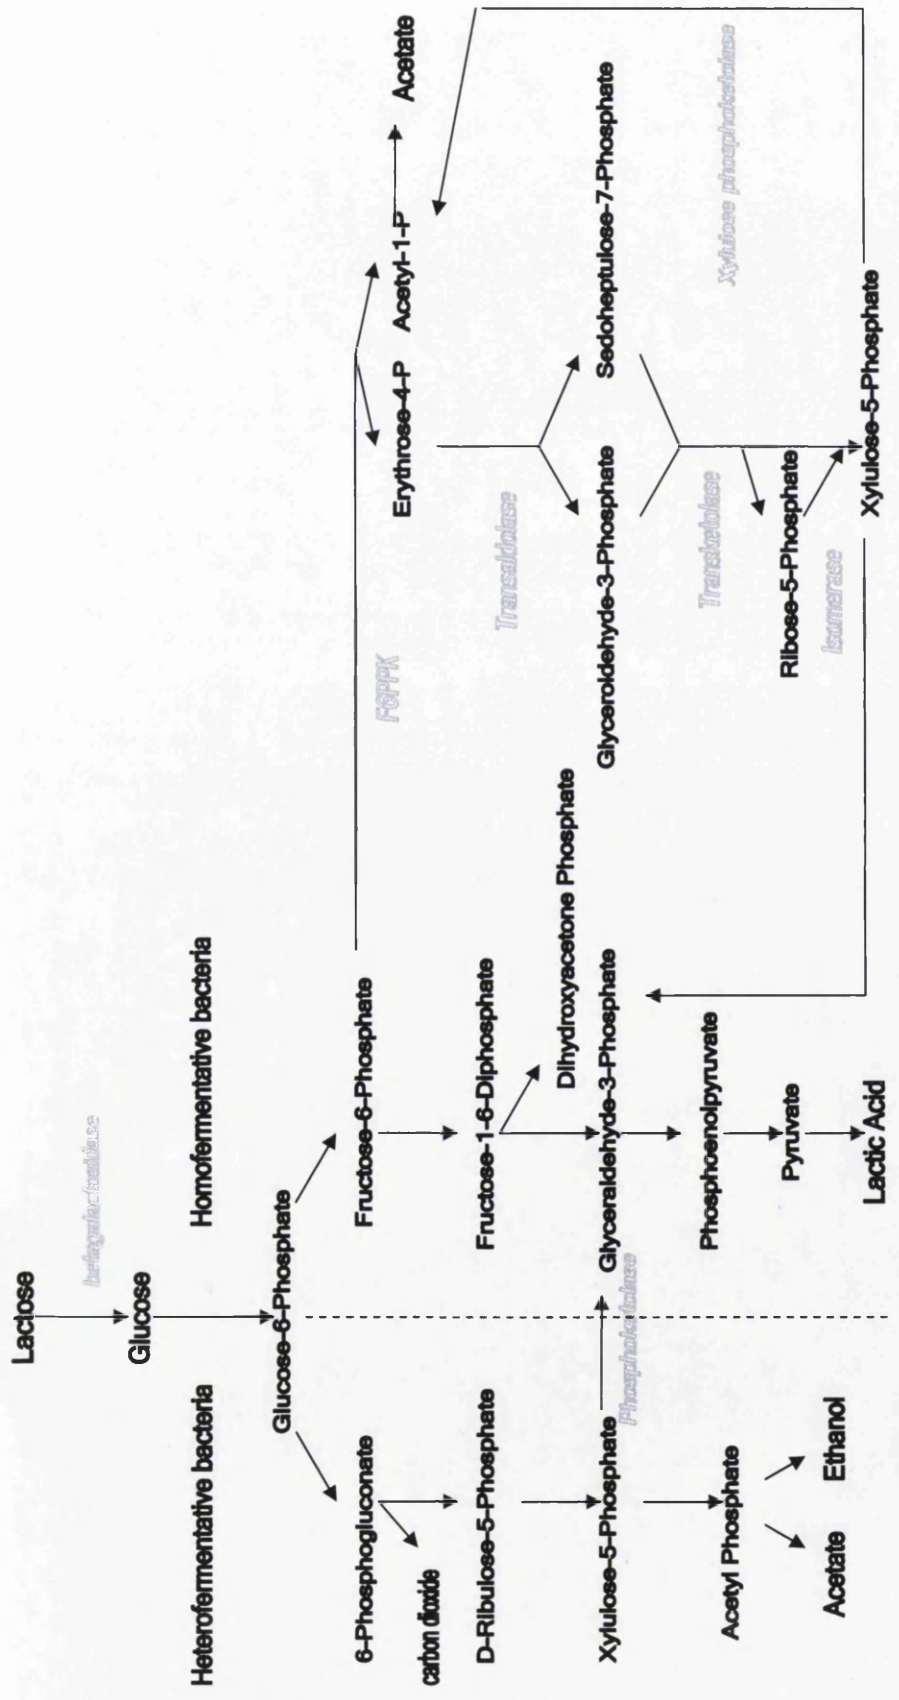 Lactose
betagalactosidase
Glucose
Heterofermentative bacteria
Homofermentative bacteria
Glucose-6-Phosphate
6-Phosphogluconate
Fructose-6-Phosphate
F6PPK
Erythrose-4-P
Acetyl-1-P
Acetate
carbon dioxide
D-Ribulose-5-Phosphate
Fructose-1-6-Diphosphate
Transaldolase
Dihydroxyacetone Phosphate
Xylulose-5-Phosphate
Phosphoketolase
Glyceraldehyde-3-Phosphate
Glyceroldehyde-3-Phosphate
Sedoheptulose-7-Phosphate
Acetyl Phosphate
Phosphoenolpyruvate
Transketolase
Xylulose phosphoketolase
Pyruvate
Ribose-5-Phosphate
Acetate
Ethanol
Isomerase
Lactic Acid
Xylulose-5-Phosphate